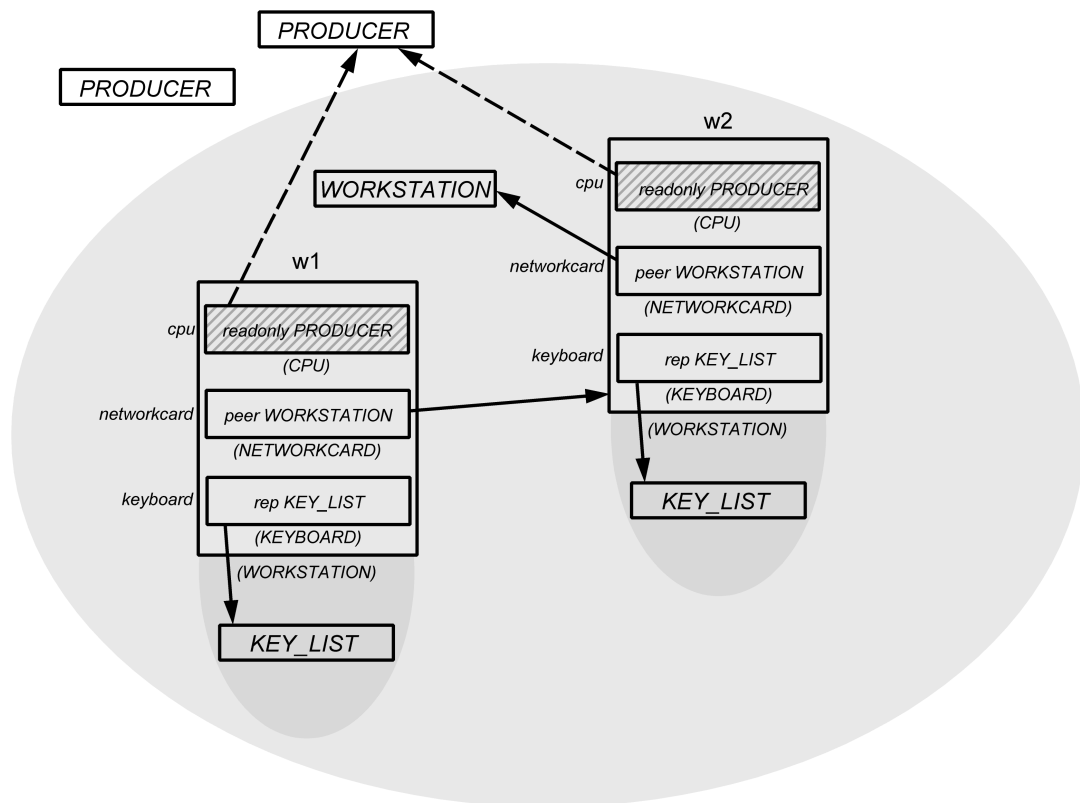 PRODUCER
PRODUCER
w2
cpu
readonly PRODUCER
(CPU)
WORKSTATION
networkcard
peer WORKSTATION
(NETWORKCARD)
keyboard
rep KEY_LIST
(KEYBOARD)
(WORKSTATION)
KEY_LIST
w1
cpu
readonly PRODUCER
(CPU)
networkcard
peer WORKSTATION
(NETWORKCARD)
keyboard
rep KEY_LIST
(KEYBOARD)
(WORKSTATION)
KEY_LIST